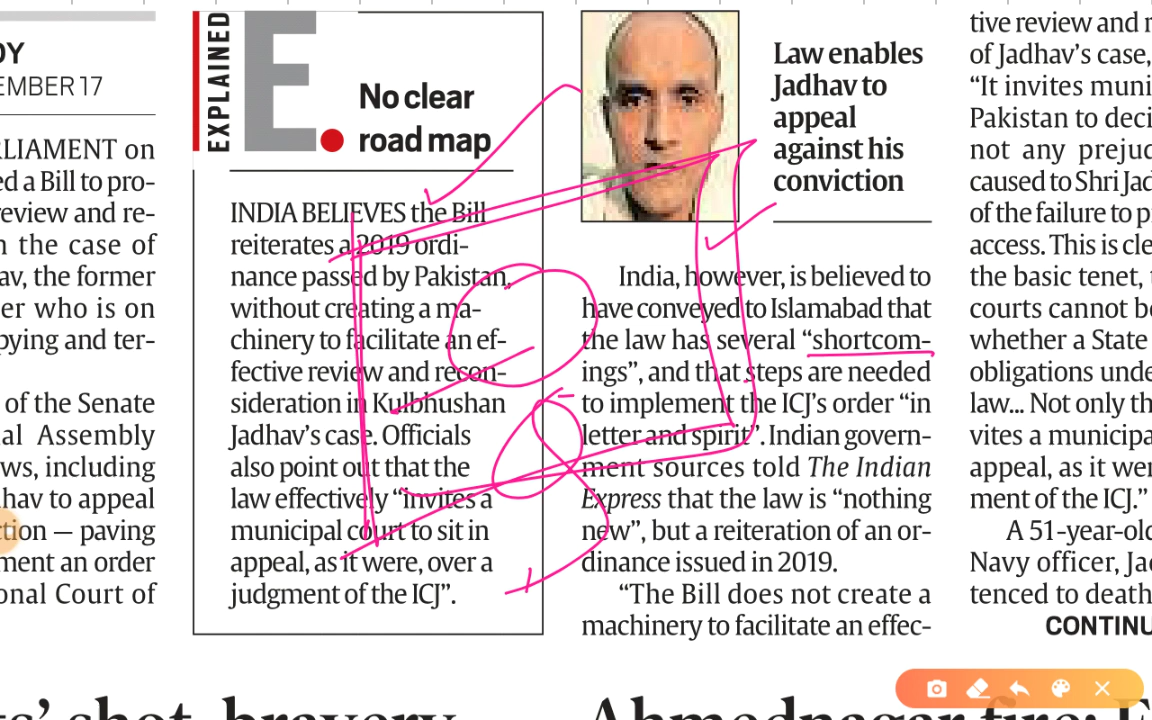 DY
EMBER 17
RLIAMENT on
ed a Bill to pro-
review and re-
n the case of
av, the former
er who is on
pying and ter-
of the Senate
al Assembly
ws, including
hav to appeal
tion — paving
ment an order
onal Court of
EXPLAINED
E.
No clear
road map
INDIA BELIEVES the Bill
reiterates a 2019 ordi-
nance passed by Pakistan,
without creating a ma-
chinery to facilitate an ef-
fective review and recon-
sideration in Kulbhushan
Jadhav's case. Officials
also point out that the
law effectively “invites a
municipal court to sit in
appeal, as it were, over a
judgment of the ICJ”.
Law enables
Jadhav to
appeal
against his
conviction
India, however, is believed to
have conveyed to Islamabad that
the law has several “shortcom-
ings”, and that steps are needed
to implement the ICJ's order “in
letter and spirit”. Indian govern-
ment sources told The Indian
Express that the law is “nothing
new”, but a reiteration of an or-
dinance issued in 2019.
“The Bill does not create a
machinery to facilitate an effec-
tive review and r
of Jadhav's case,
“It invites muni
Pakistan to deci
not any prejud
caused to Shri Jad
of the failure to p
access. This is cle
the basic tenet, t
courts cannot be
whether a State
obligations unde
law... Not only th
vites a municipa
appeal, as it wer
ment of the ICJ.”
A 51-year-old
Navy officer, Jad
tenced to death
CONTINU
ts’ shot, bravery
Ahmednagar fire: F